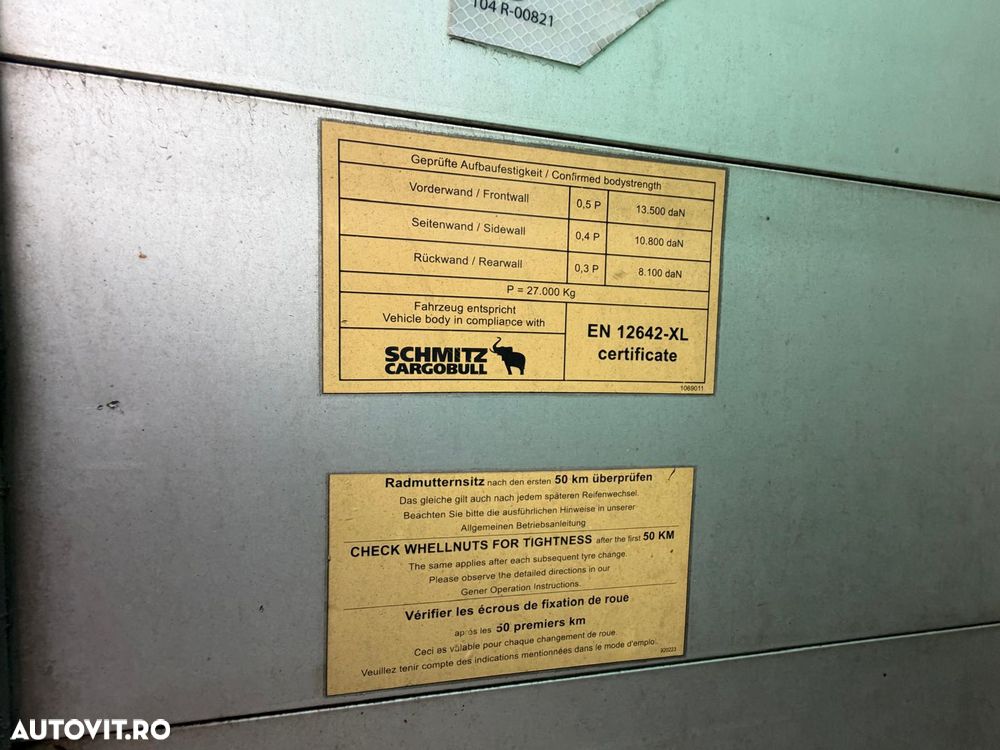 104 R-00821
Geprüfte Aufbaufestigkeit / Confirmed bodystrength
Vorderwand / Frontwall 0,5 P 13.500 daN
Seitenwand / Sidewall 0,4 P 10.800 daN
Rückwand / Rearwall 0,3 P 8.100 daN
P = 27.000 Kg
Fahrzeug entspricht
Vehicle body in compliance with
SCHMITZ
CARGOBULL
EN 12642-XL
certificate
1069011
Radmutternsitz nach den ersten 50 km überprüfen
Das gleiche gilt auch nach jedem späteren Reifenwechsel.
Beachten Sie bitte die ausführlichen Hinweise in unserer
Allgemeinen Betriebsanleitung
CHECK WHELLNUTS FOR TIGHTNESS after the first 50 KM
The same applies after each subsequent tyre change.
Please observe the detailed directions in our
Gener Operation Instructions.
Vérifier les écrous de fixation de roue
après les 50 premiers km
Ceci es valable pour chaque changement de roue.
Veuillez tenir compte des indications mentionnées dans le mode d'emploi.
AUTOVIT.RO